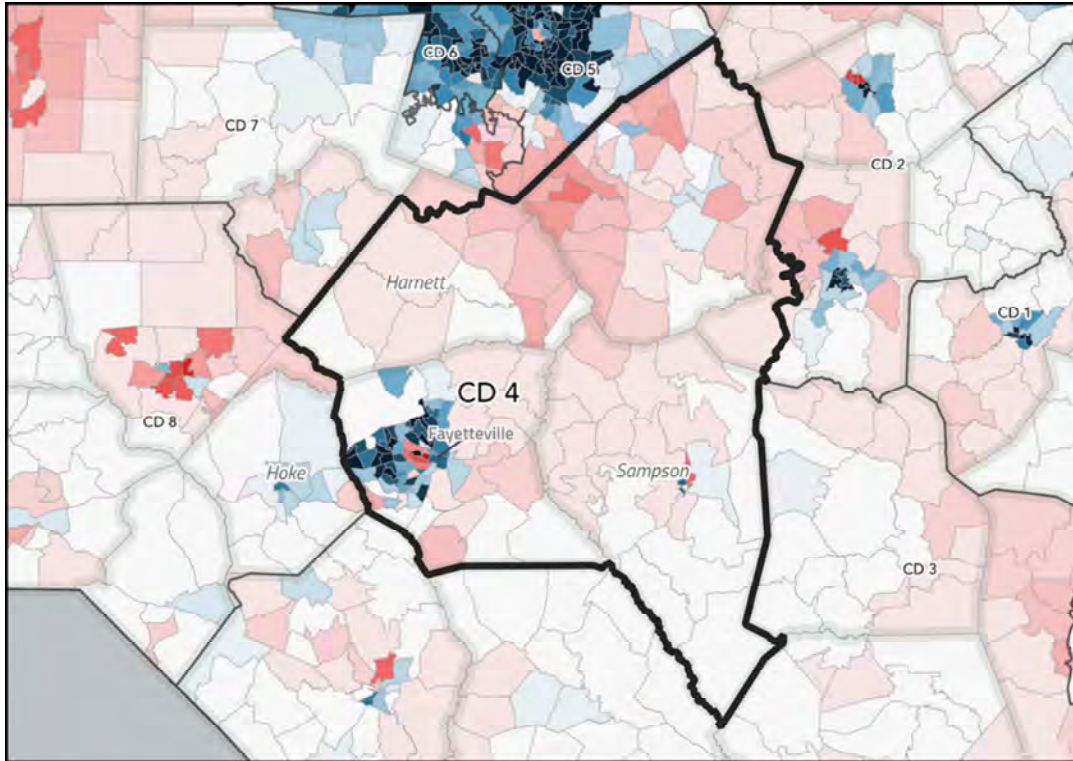 CD 6
CD 5
CD 7
CD 2
Harnett
CD 1
CD 4
CD 8
Fayetteville
Hoke
Sampson
CD 3